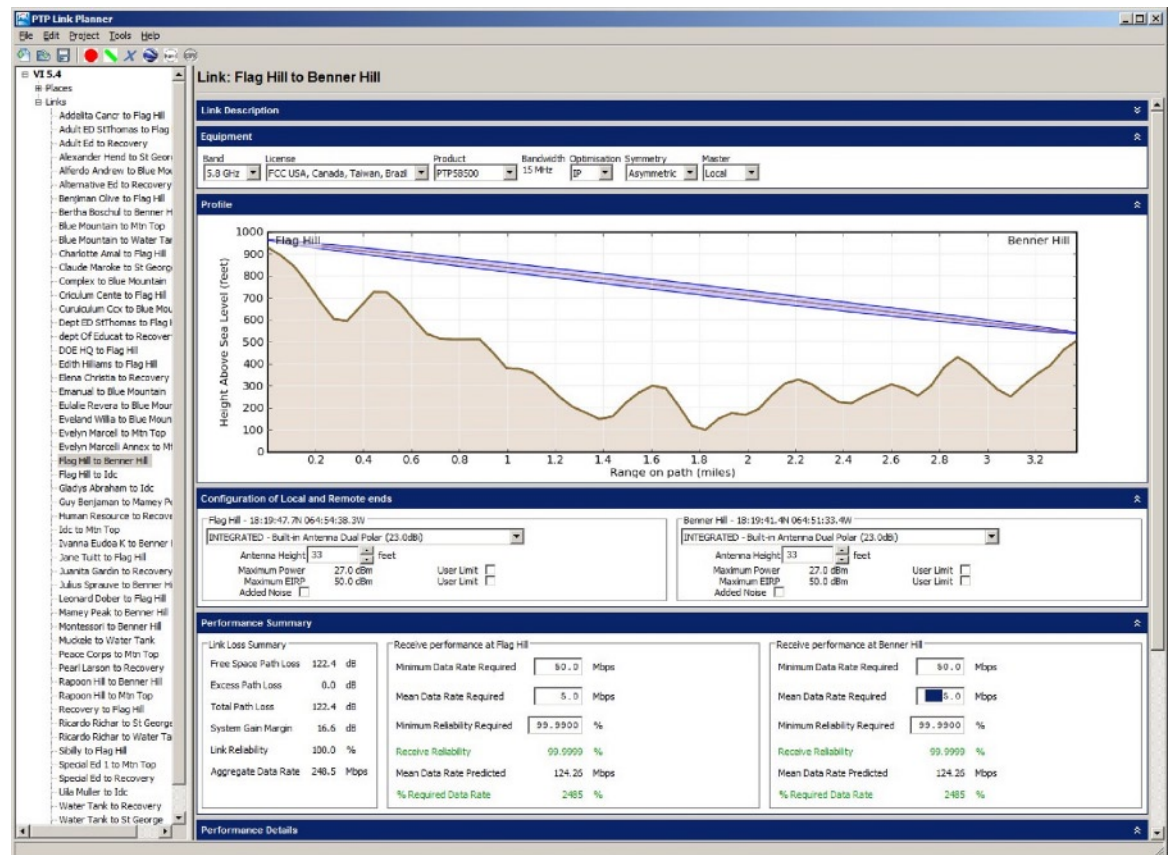 PTP Link Planner
File Edit Project Tools Help
VI 5.4
Places
Links
Addelita Cancr to Flag Hill
Adult ED StThomas to Flag
Adult Ed to Recovery
Alexander Hend to St Georg
Alferdo Andrew to Blue Mou
Alternative Ed to Recovery
Benjiman Olive to Flag Hill
Bertha Boschul to Benner H
Blue Mountain to Mtn Top
Blue Mountain to Water Tan
Charlotte Amal to Flag Hill
Claude Maroke to St Georg
Complex to Blue Mountain
Criculum Cente to Flag Hill
Curuiculum Ccx to Blue Mou
Dept ED StThomas to Flag H
dept Of Educat to Recover
DOE HQ to Flag Hill
Edith Hiliams to Flag Hill
Elena Christia to Recovery
Emanual to Blue Mountain
Eulalie Revera to Blue Moun
Eveland Willia to Blue Moun
Evelyn Marcell to Mtn Top
Evelyn Marcell Annex to Mt
Flag Hill to Benner Hill
Flag Hill to Idc
Gladys Abraham to Idc
Guy Benjaman to Mamey Pe
Human Resource to Recove
Idc to Mtn Top
Ivanna Eudoa K to Benner
Jane Tuitt to Flag Hill
Juanita Gardin to Recovery
Julius Sprauve to Benner Hi
Leonard Dober to Flag Hill
Mamey Peak to Benner Hill
Montessori to Benner Hill
Muckele to Water Tank
Peace Corps to Mtn Top
Pearl Larson to Recovery
Rapoon Hill to Benner Hill
Rapoon Hill to Mtn Top
Recovery to Flag Hill
Ricardo Richar to St George
Ricardo Richar to Water Ta
Sibilly to Flag Hill
Special Ed 1 to Mtn Top
Special Ed to Recovery
Ulla Muller to Idc
Water Tank to Recovery
Water Tank to St George
Link: Flag Hill to Benner Hill
Link Description
Equipment
Band License Product Bandwidth Optimisation Symmetry Master
5.8 GHz FCC USA, Canada, Taiwan, Brazil PTP58500 15 MHz IP Asymmetric Local
Profile
Flag Hill Benner Hill
Height Above Sea Level (feet)
1000
900
800
700
600
500
400
300
200
100
0
0.2 0.4 0.6 0.8 1 1.2 1.4 1.6 1.8 2 2.2 2.4 2.6 2.8 3 3.2
Range on path (miles)
Configuration of Local and Remote ends
Flag Hill - 18:19:47.7N 064:54:38.3W
INTEGRATED - Built-in Antenna Dual Polar (23.0dBi)
Antenna Height 33 feet
Maximum Power 27.0 dBm User Limit
Maximum EIRP 50.0 dBm User Limit
Added Noise
Benner Hill - 18:19:41.4N 064:51:33.4W
INTEGRATED - Built-in Antenna Dual Polar (23.0dBi)
Antenna Height 33 feet
Maximum Power 27.0 dBm User Limit
Maximum EIRP 50.0 dBm User Limit
Added Noise
Performance Summary
Link Loss Summary
Free Space Path Loss 122.4 dB
Excess Path Loss 0.0 dB
Total Path Loss 122.4 dB
System Gain Margin 16.6 dB
Link Reliability 100.0 %
Aggregate Data Rate 248.5 Mbps
Receive performance at Flag Hill
Minimum Data Rate Required 50.0 Mbps
Mean Data Rate Required 5.0 Mbps
Minimum Reliability Required 99.9900 %
Receive Reliability 99.9999 %
Mean Data Rate Predicted 124.26 Mbps
% Required Data Rate 2485 %
Receive performance at Benner Hill
Minimum Data Rate Required 50.0 Mbps
Mean Data Rate Required 5.0 Mbps
Minimum Reliability Required 99.9900 %
Receive Reliability 99.9999 %
Mean Data Rate Predicted 124.26 Mbps
% Required Data Rate 2485 %
Performance Details